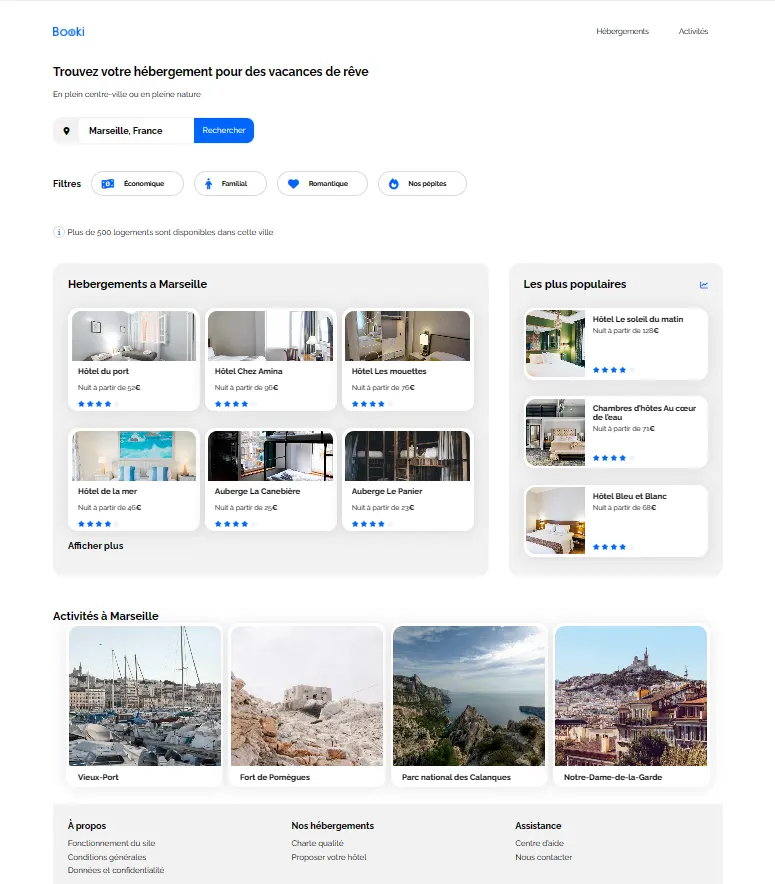 Booki
Hébergements
Activités
Trouvez votre hébergement pour des vacances de rêve
En plein centre-ville ou en pleine nature
Marseille, France
Rechercher
Filtres
Économique
Familial
Romantique
Nos pépites
Plus de 500 logements sont disponibles dans cette ville
Hebergements a Marseille
Hôtel du port
Nuit à partir de 52€
Hôtel Chez Amina
Nuit à partir de 96€
Hôtel Les mouettes
Nuit à partir de 76€
Hôtel de la mer
Nuit à partir de 46€
Auberge La Canebière
Nuit à partir de 25€
Auberge Le Panier
Nuit à partir de 23€
Afficher plus
Les plus populaires
Hôtel Le soleil du matin
Nuit à partir de 128€
Chambres d'hôtes Au cœur
de l'eau
Nuit à partir de 71€
Hôtel Bleu et Blanc
Nuit à partir de 68€
Activités à Marseille
Vieux-Port
Fort de Pomègues
Parc national des Calanques
Notre-Dame-de-la-Garde
À propos
Fonctionnement du site
Conditions générales
Données et confidentialité
Nos hébergements
Charte qualité
Proposer votre hôtel
Assistance
Centre d'aide
Nous contacter